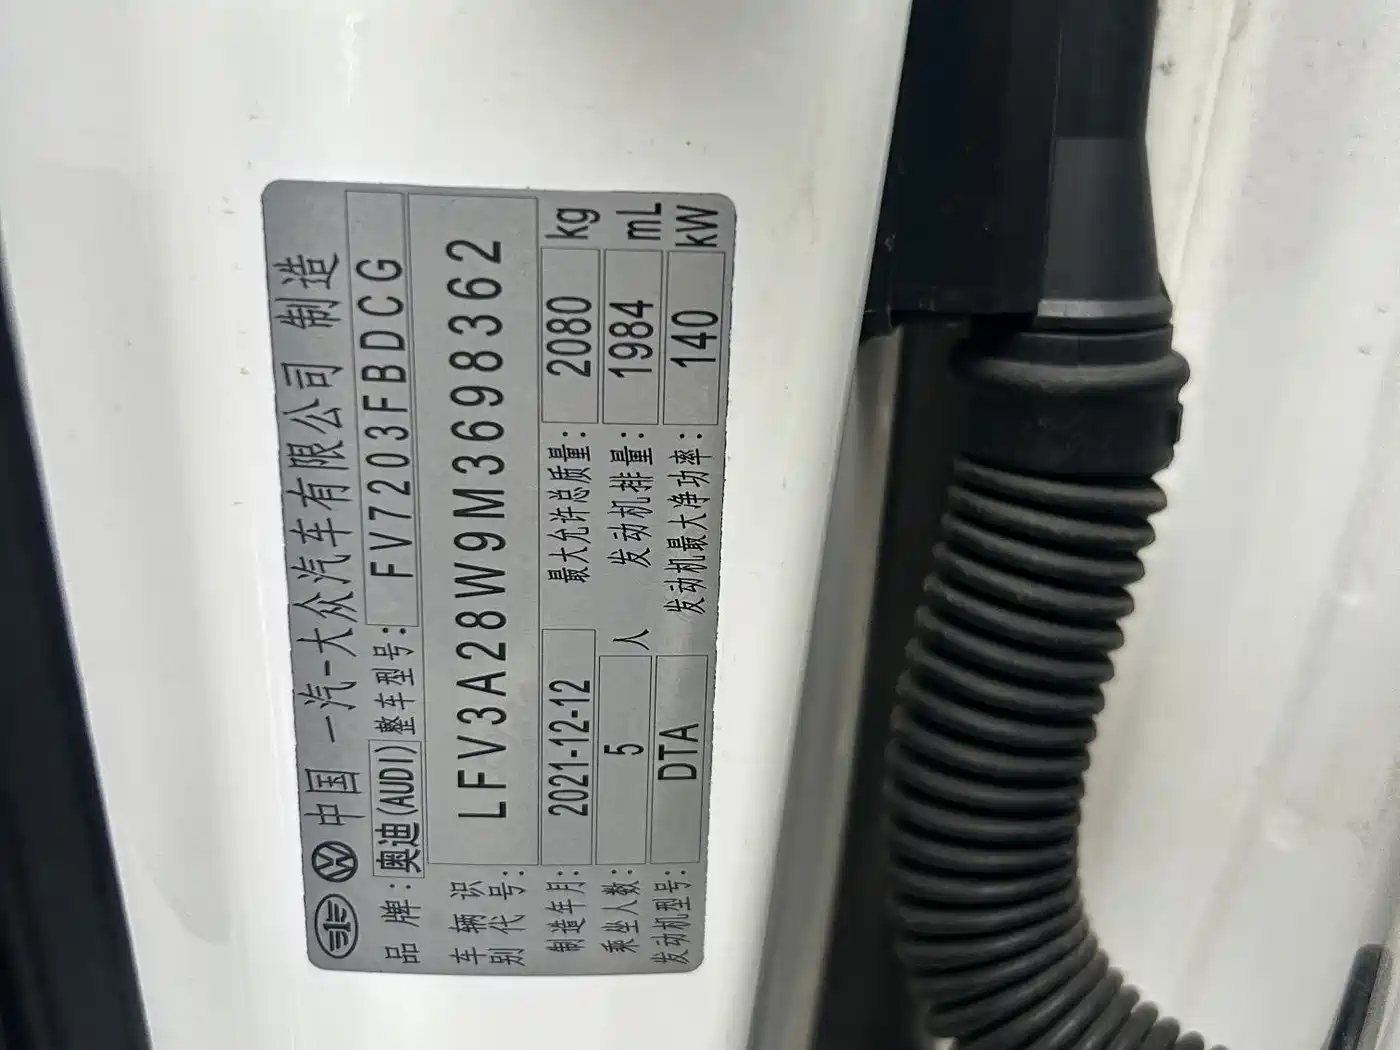 中国 一汽-大众汽车有限公司 制造
品牌: 奥迪(AUDI) 整车型号: FV7203FBDCG
车辆识别代号: LFV3A28W9M3698362
制造年月: 2021-12-12 最大允许总质量: 2080 kg
乘坐人数: 5 人 发动机排量: 1984 mL
发动机型号: DTA 发动机最大净功率: 140 kW